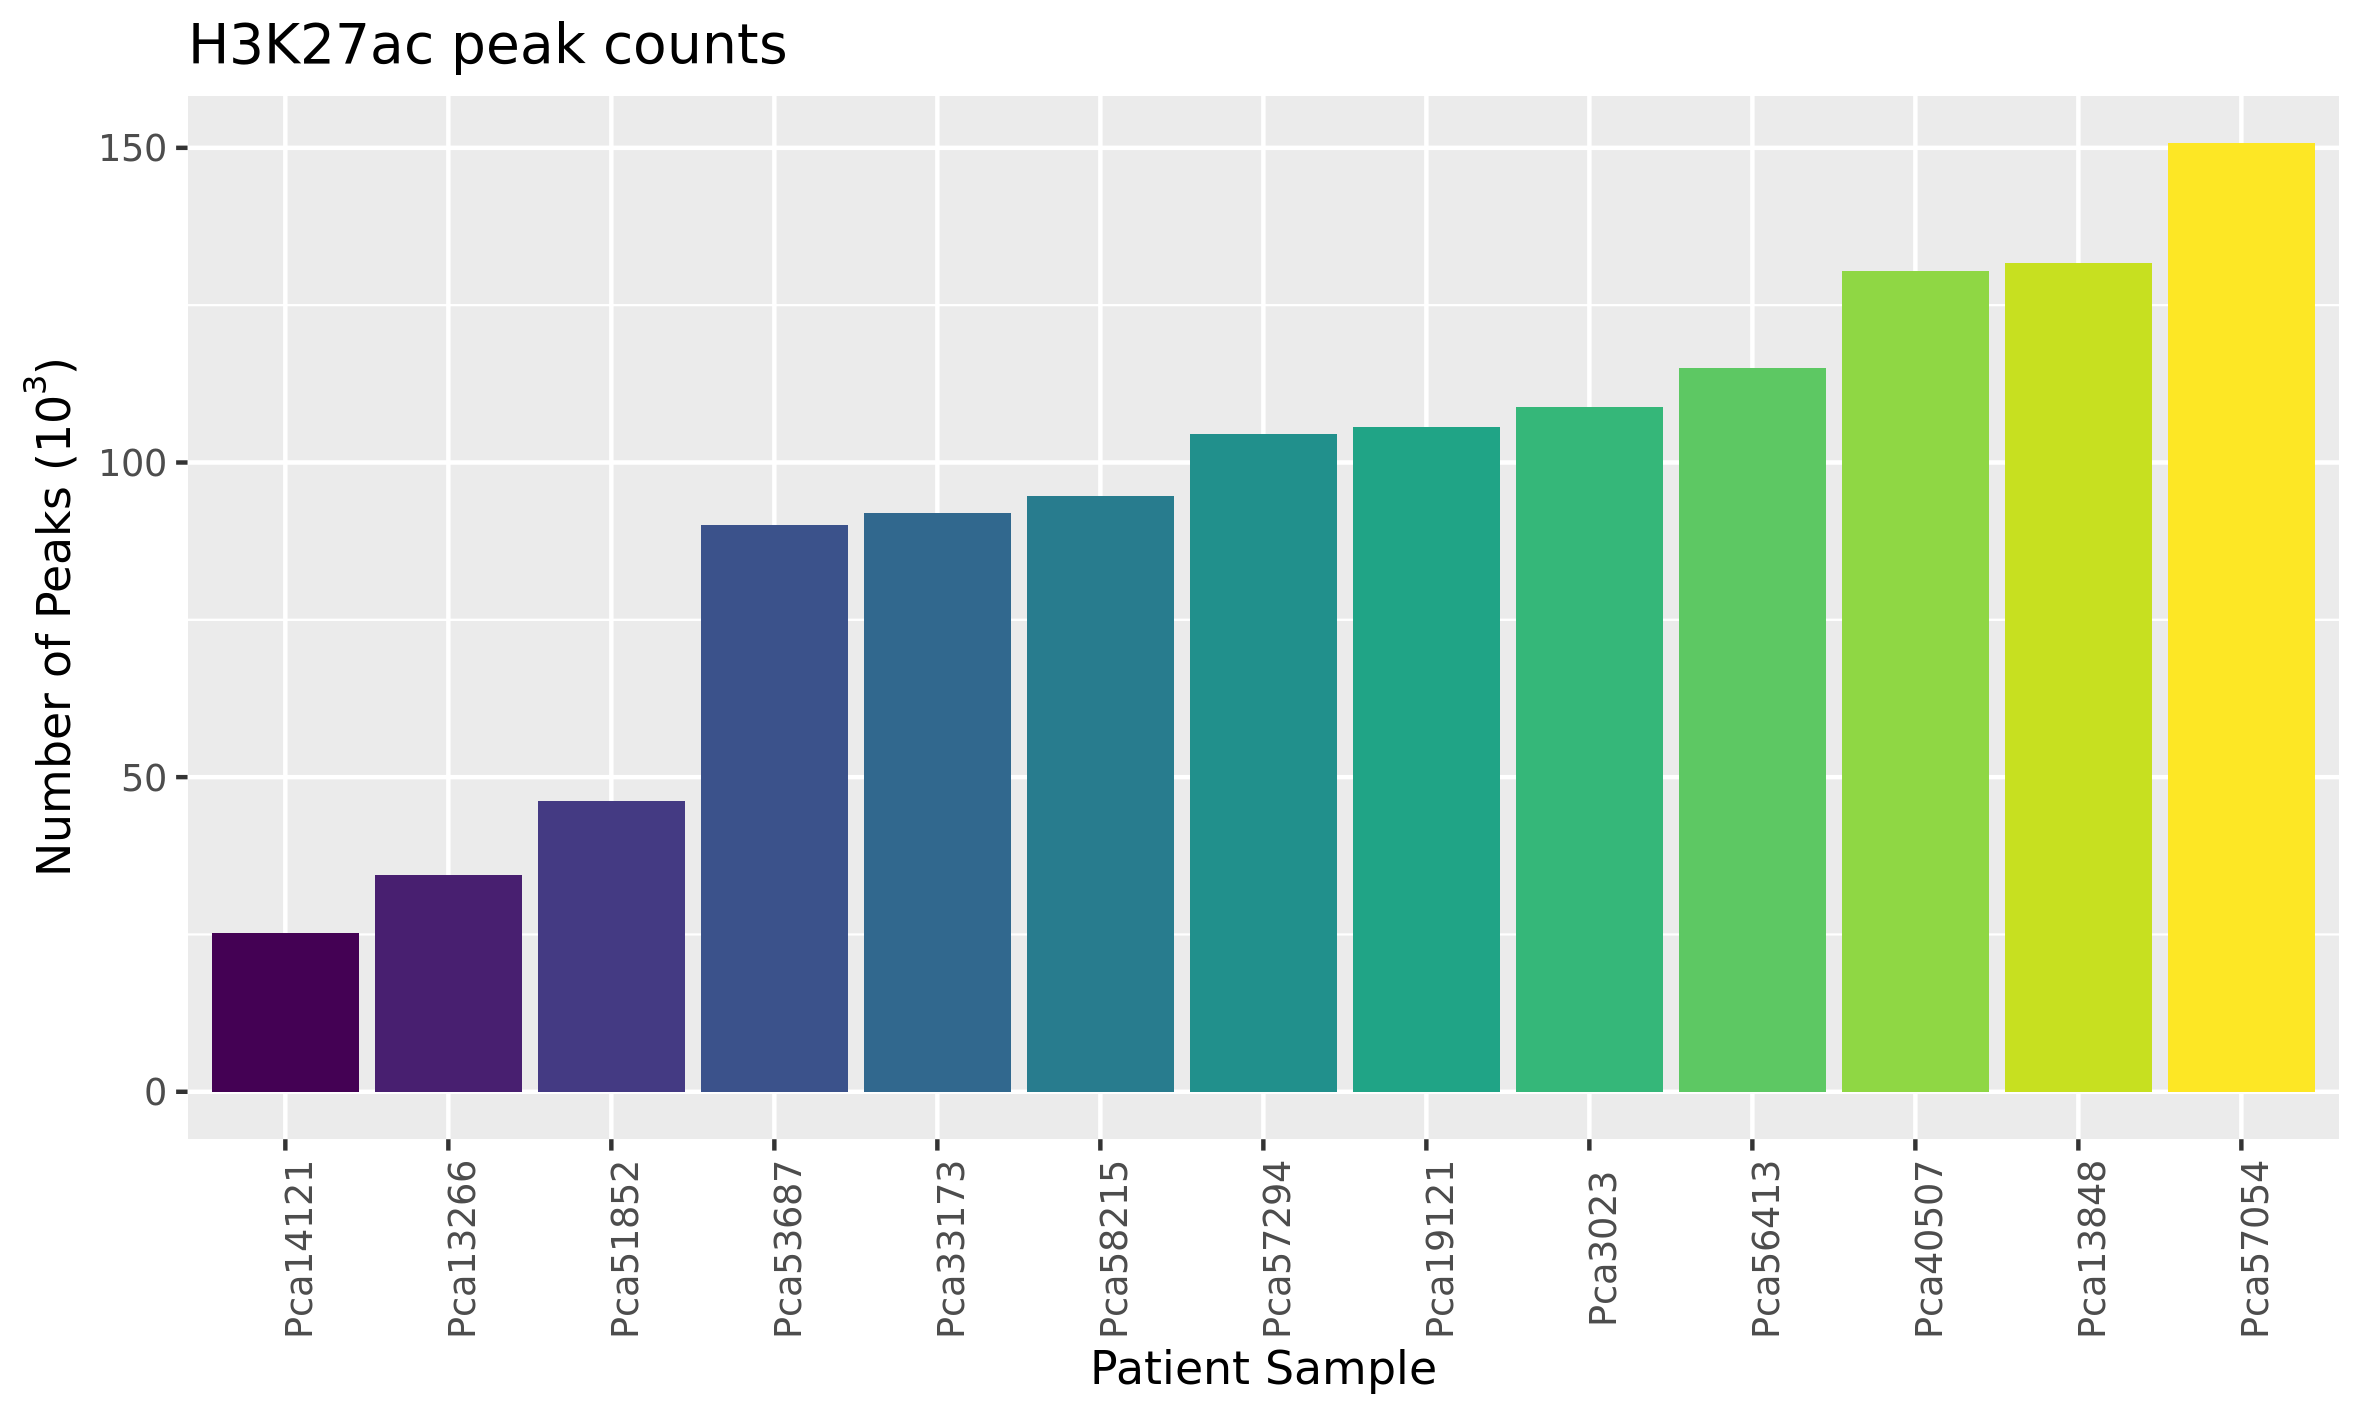 H3K27ac peak counts
Number of Peaks (10³)
150
100
50
0
Pca14121
Pca13266
Pca51852
Pca53687
Pca33173
Pca58215
Pca57294
Pca19121
Pca3023
Pca56413
Pca40507
Pca13848
Pca57054
Patient Sample